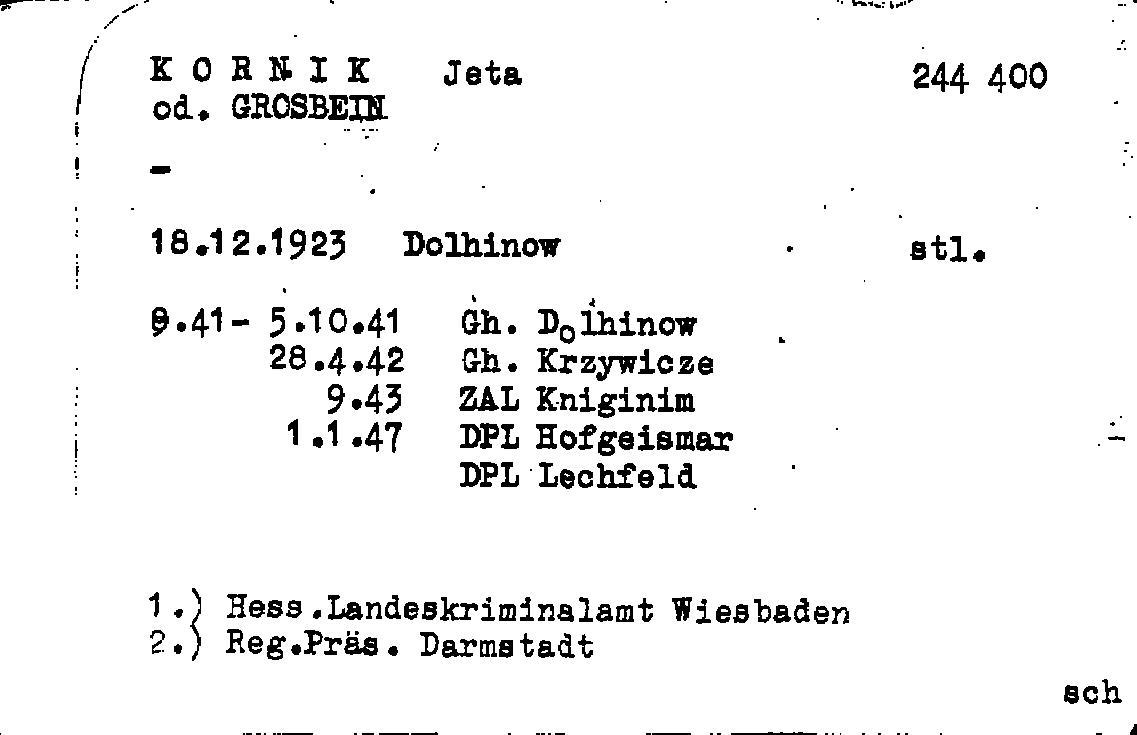 K O R N I K Jeta 244 400
od. GROSBEIN
-
18.12.1923 Dolhinow stl.
9.41- 5.10.41 Gh. Dolhinow
28.4.42 Gh. Krzywicze
9.43 ZAL Kniginim
1.1.47 DPL Hofgeismar
DPL Lechfeld
1.) Hess.Landeskriminalamt Wiesbaden
2.) Reg.Präs. Darmstadt
sch